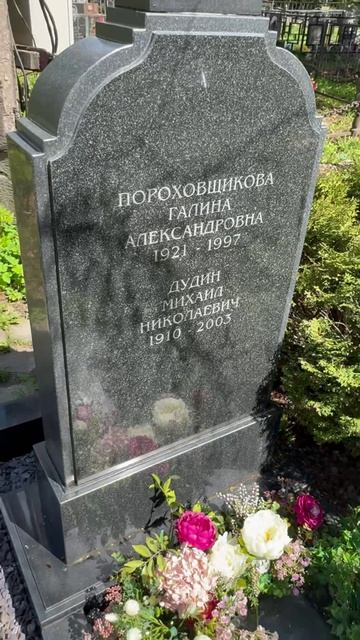 ПОРОХОВЩИКОВА
ГАЛИНА
АЛЕКСАНДРОВНА
1921 - 1997
ДУДИН
МИХАИЛ
НИКОЛАЕВИЧ
1910 - 2003